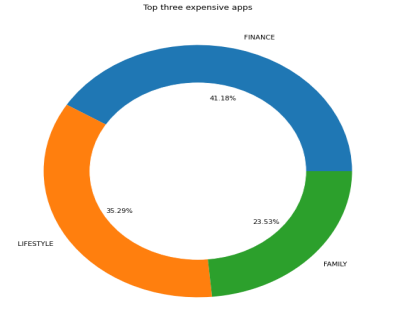 Top three expensive apps
FINANCE
41.18%
35.29%
23.53%
LIFESTYLE
FAMILY